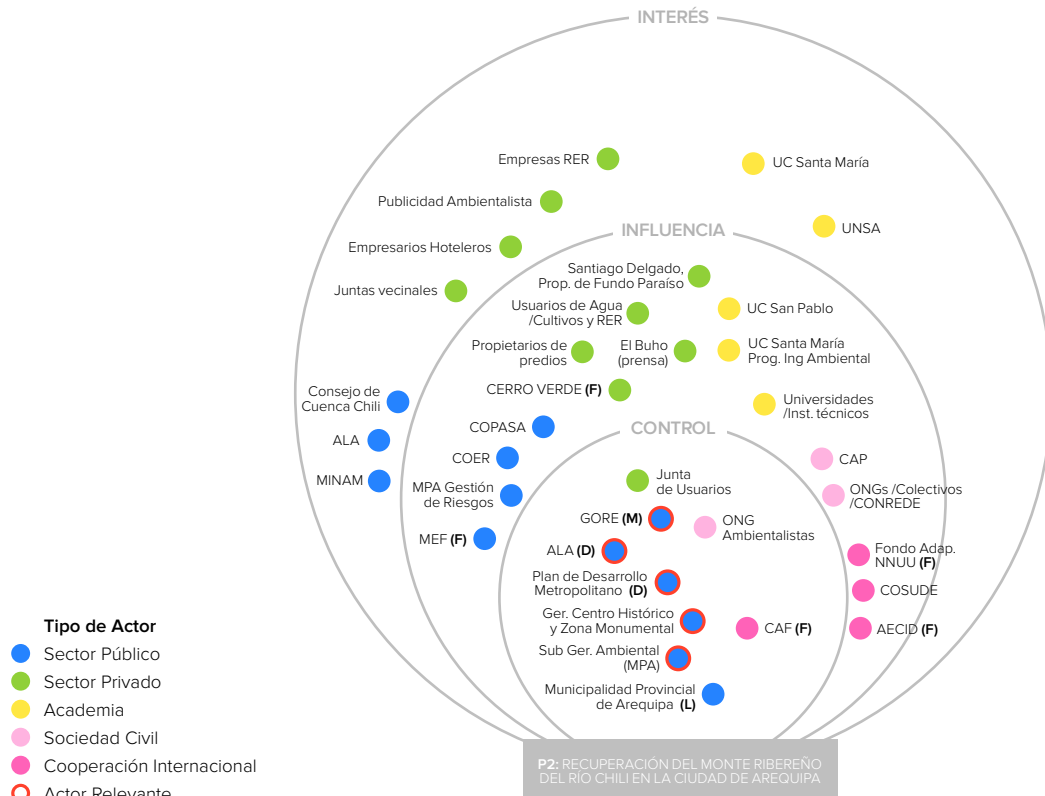 INTERÉS
Empresas RER
UC Santa María
Publicidad Ambientalista
UNSA
INFLUENCIA
Empresarios Hoteleros
Santiago Delgado,
Prop. de Fundo Paraíso
Juntas vecinales
Usuarios de Agua
/Cultivos y RER
UC San Pablo
Propietarios de
predios
El Buho
(prensa)
UC Santa María
Prog. Ing Ambiental
CERRO VERDE (F)
Consejo de
Cuenca Chili
Universidades
/Inst. técnicos
COPASA
CONTROL
ALA
COER
CAP
MINAM
Junta
de Usuarios
MPA Gestión
de Riesgos
ONGs /Colectivos
/CONREDE
GORE (M)
ONG
Ambientalistas
MEF (F)
ALA (D)
Fondo Adap.
NNUU (F)
Plan de Desarrollo
Metropolitano (D)
COSUDE
Ger. Centro Histórico
y Zona Monumental
CAF (F)
AECID (F)
Sub Ger. Ambiental
(MPA)
Municipalidad Provincial
de Arequipa (L)
Tipo de Actor
Sector Público
Sector Privado
Academia
Sociedad Civil
Cooperación Internacional
Actor Relevante
P2: RECUPERACIÓN DEL MONTE RIBEREÑO
DEL RÍO CHILI EN LA CIUDAD DE AREQUIPA